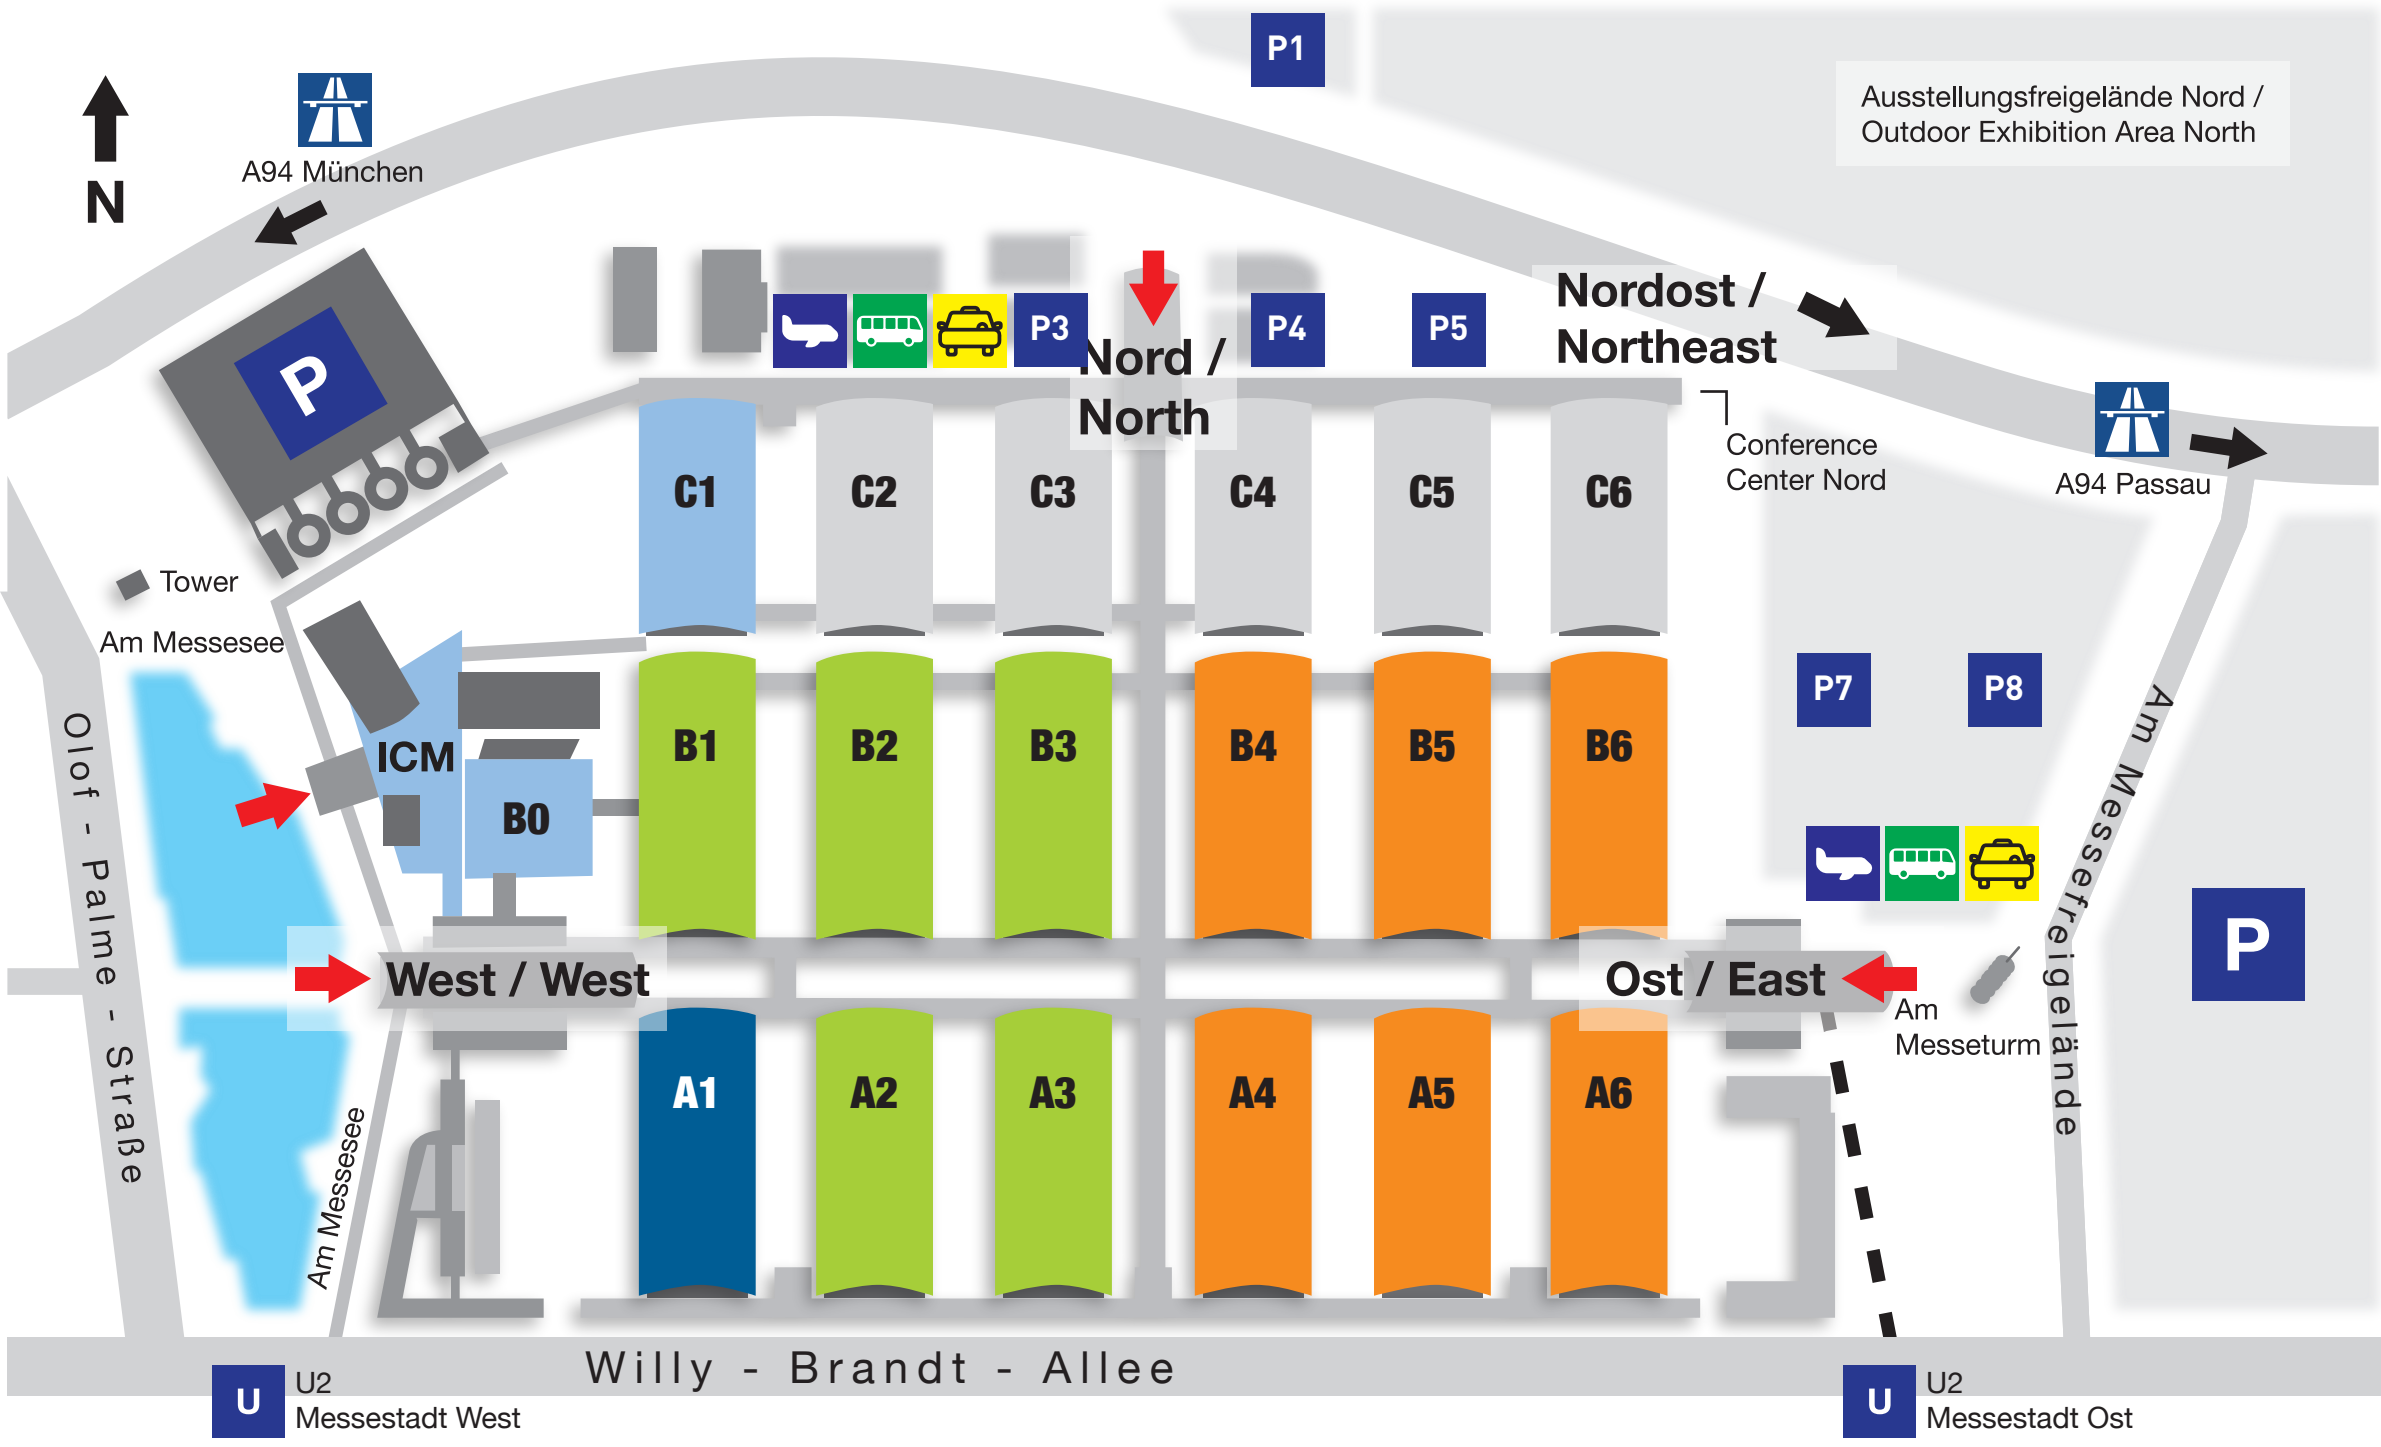 P1
Ausstellungsfreigelände Nord /
Outdoor Exhibition Area North
N
A94 München
P
P3
Nord /
North
P4
P5
Nordost /
Northeast
Conference
Center Nord
A94 Passau
C1
C2
C3
C4
C5
C6
Tower
Am Messesee
ICM
B0
B1
B2
B3
B4
B5
B6
P7
P8
Am Messefreigelände
P
Olof - Palme - Straße
West / West
Ost / East
Am
Messeturm
A1
A2
A3
A4
A5
A6
Am Messesee
Willy - Brandt - Allee
U
U2
Messestadt West
U
U2
Messestadt Ost